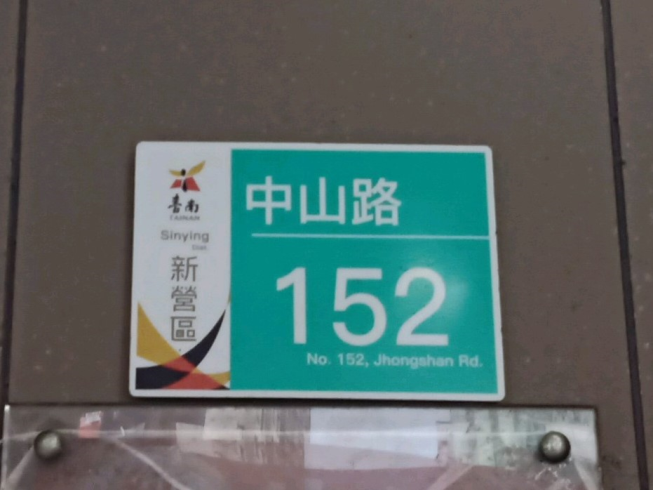 臺南
TAINAN
Sinying
Dist.
新營區
中山路
152
No. 152, Jhongshan Rd.